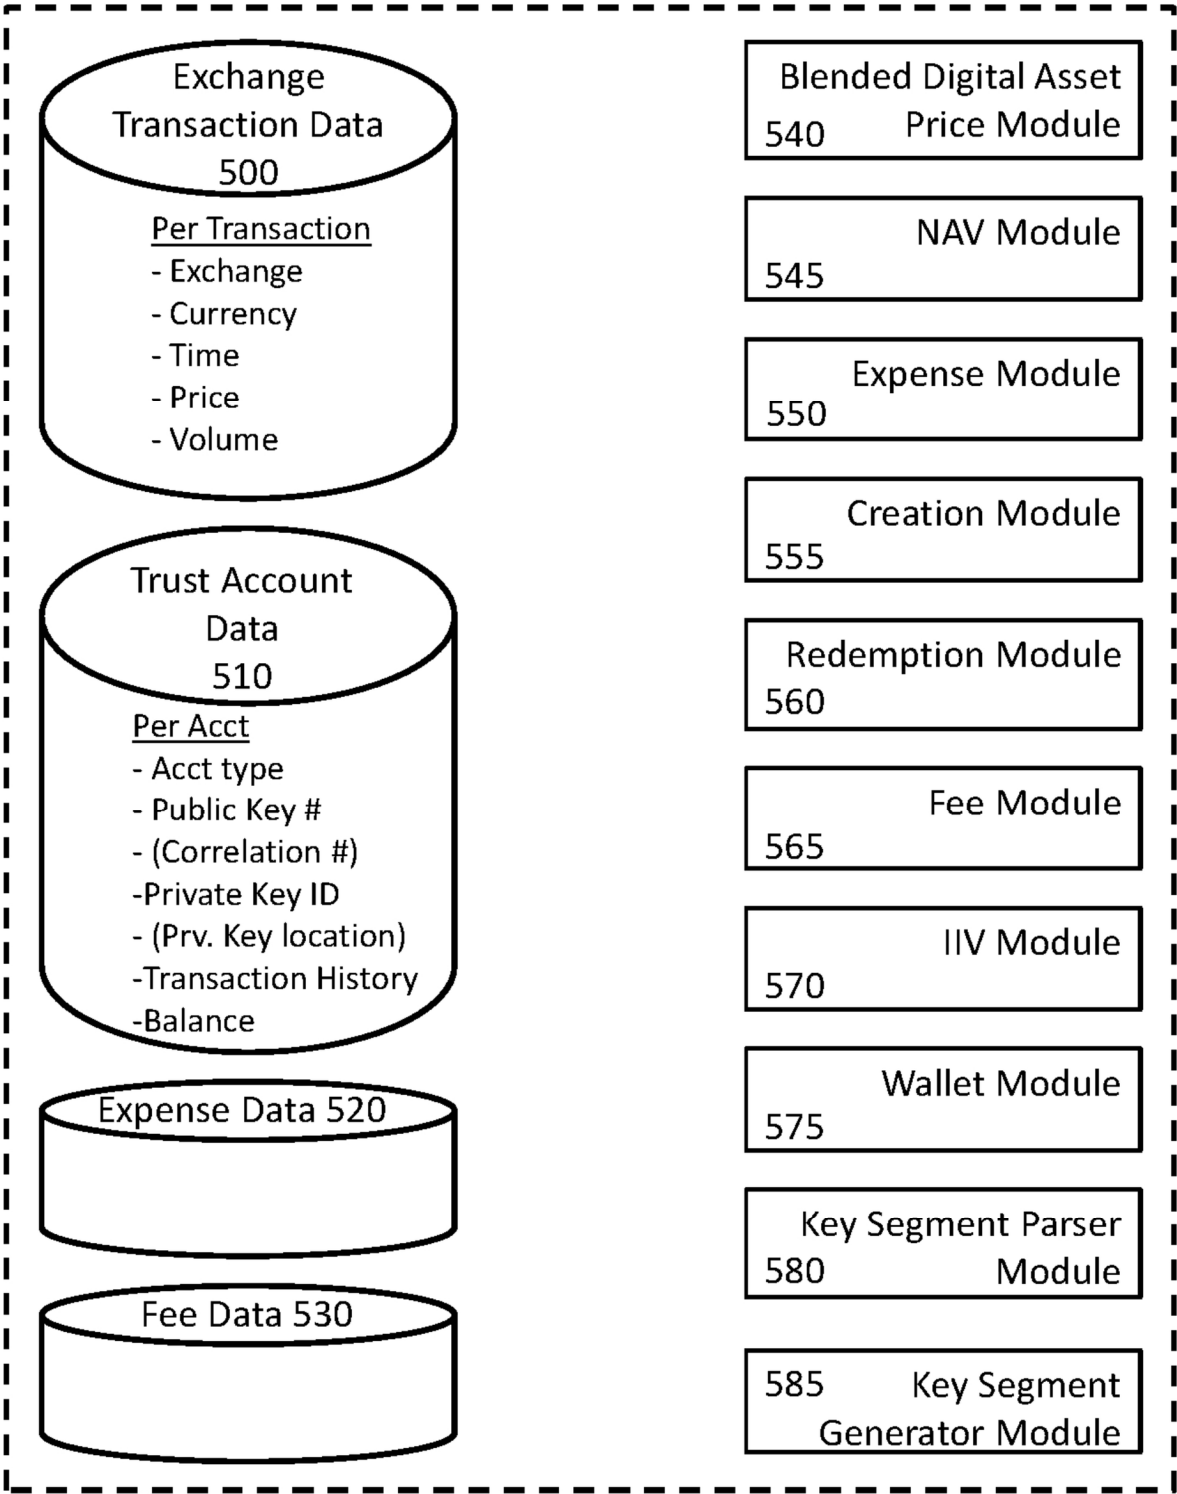 Exchange
Transaction Data
500
Per Transaction
- Exchange
- Currency
- Time
- Price
- Volume
Trust Account
Data
510
Per Acct
- Acct type
- Public Key #
- (Correlation #)
-Private Key ID
- (Prv. Key location)
-Transaction History
-Balance
Expense Data 520
Fee Data 530
Blended Digital Asset
540 Price Module
NAV Module
545
Expense Module
550
Creation Module
555
Redemption Module
560
Fee Module
565
IIV Module
570
Wallet Module
575
Key Segment Parser
580 Module
585 Key Segment
Generator Module